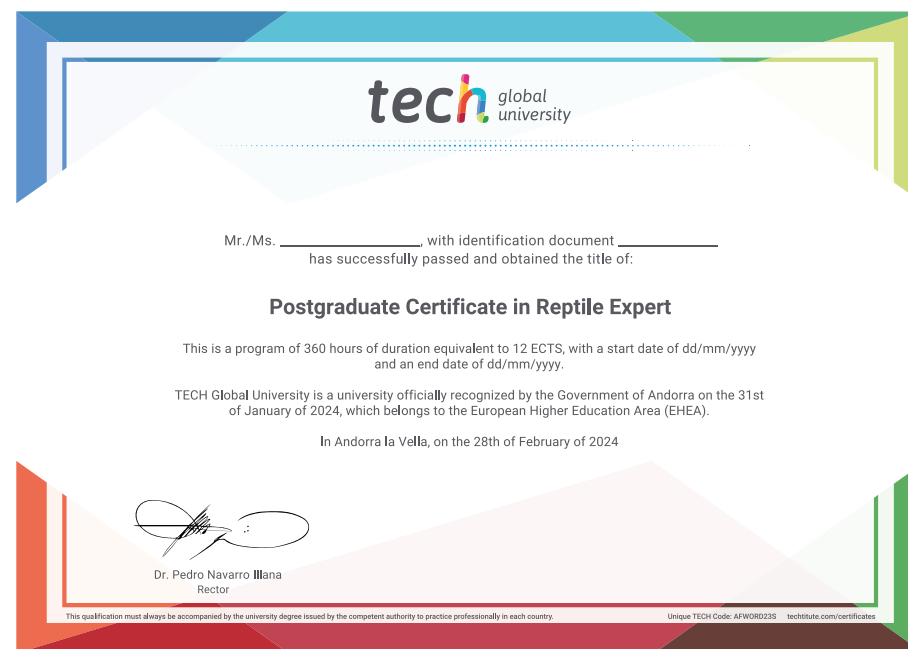 tech global university
Mr./Ms. ____________________, with identification document ______________
has successfully passed and obtained the title of:
Postgraduate Certificate in Reptile Expert
This is a program of 360 hours of duration equivalent to 12 ECTS, with a start date of dd/mm/yyyy
and an end date of dd/mm/yyyy.
TECH Global University is a university officially recognized by the Government of Andorra on the 31st
of January of 2024, which belongs to the European Higher Education Area (EHEA).
In Andorra la Vella, on the 28th of February of 2024
Dr. Pedro Navarro Illana
Rector
This qualification must always be accompanied by the university degree issued by the competent authority to practice professionally in each country.
Unique TECH Code: AFWORD23S techtitute.com/certificates